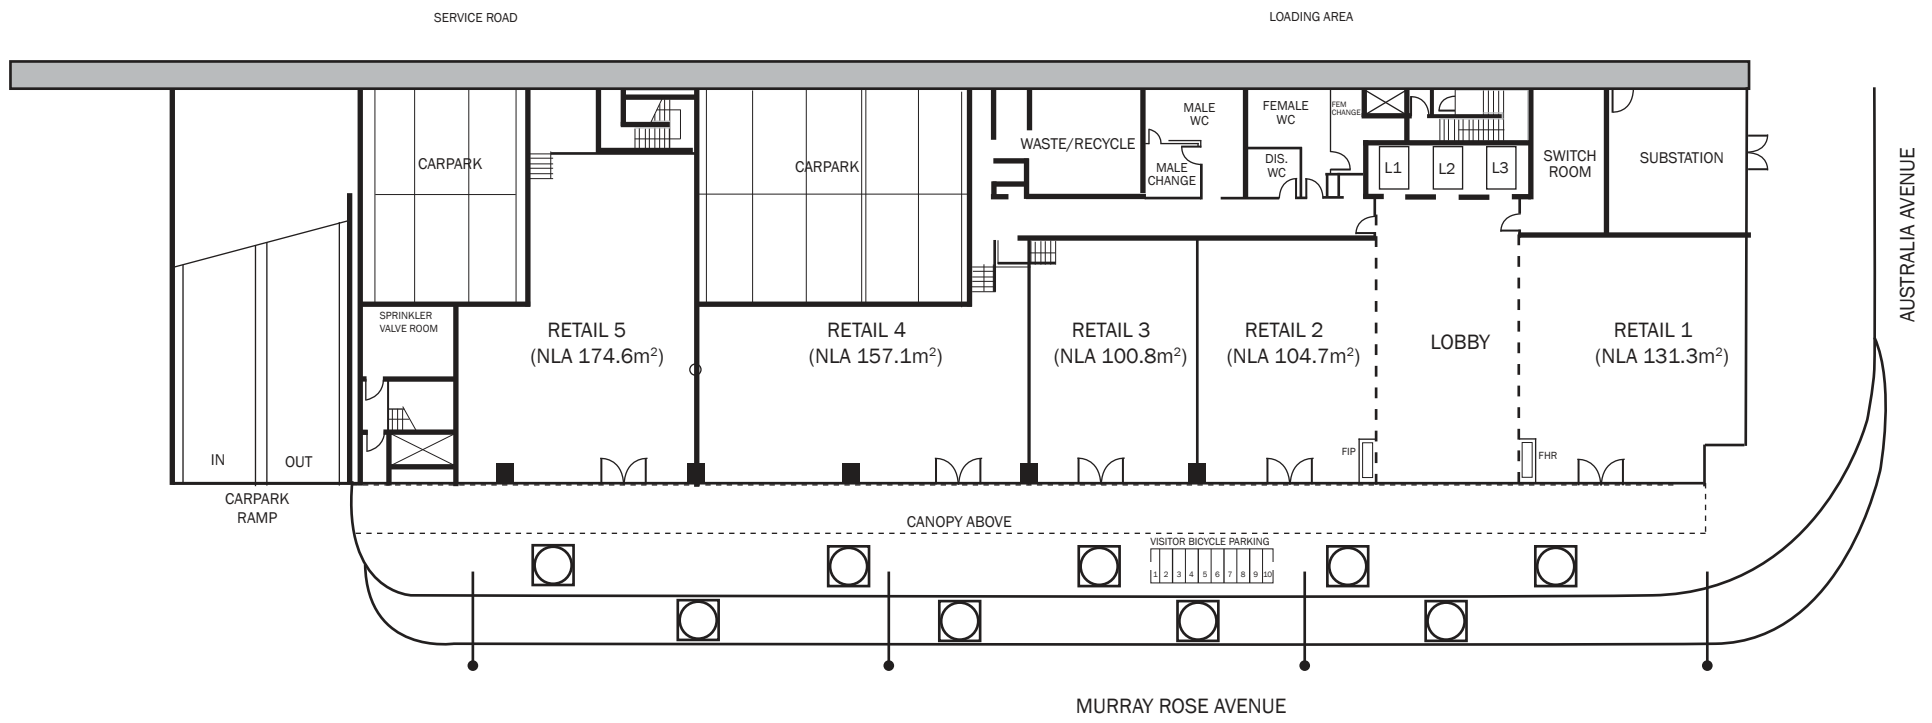 SERVICE ROAD
LOADING AREA
CARPARK
CARPARK
WASTE/RECYCLE
MALE
WC
MALE
CHANGE
FEMALE
WC
FEM
CHANGE
DIS.
WC
L1
L2
L3
SWITCH
ROOM
SUBSTATION
AUSTRALIA AVENUE
SPRINKLER
VALVE ROOM
RETAIL 5
(NLA 174.6m²)
RETAIL 4
(NLA 157.1m²)
RETAIL 3
(NLA 100.8m²)
RETAIL 2
(NLA 104.7m²)
LOBBY
RETAIL 1
(NLA 131.3m²)
IN
OUT
FIP
FHR
CARPARK
RAMP
CANOPY ABOVE
VISITOR BICYCLE PARKING
1 2 3 4 5 6 7 8 9 10
MURRAY ROSE AVENUE